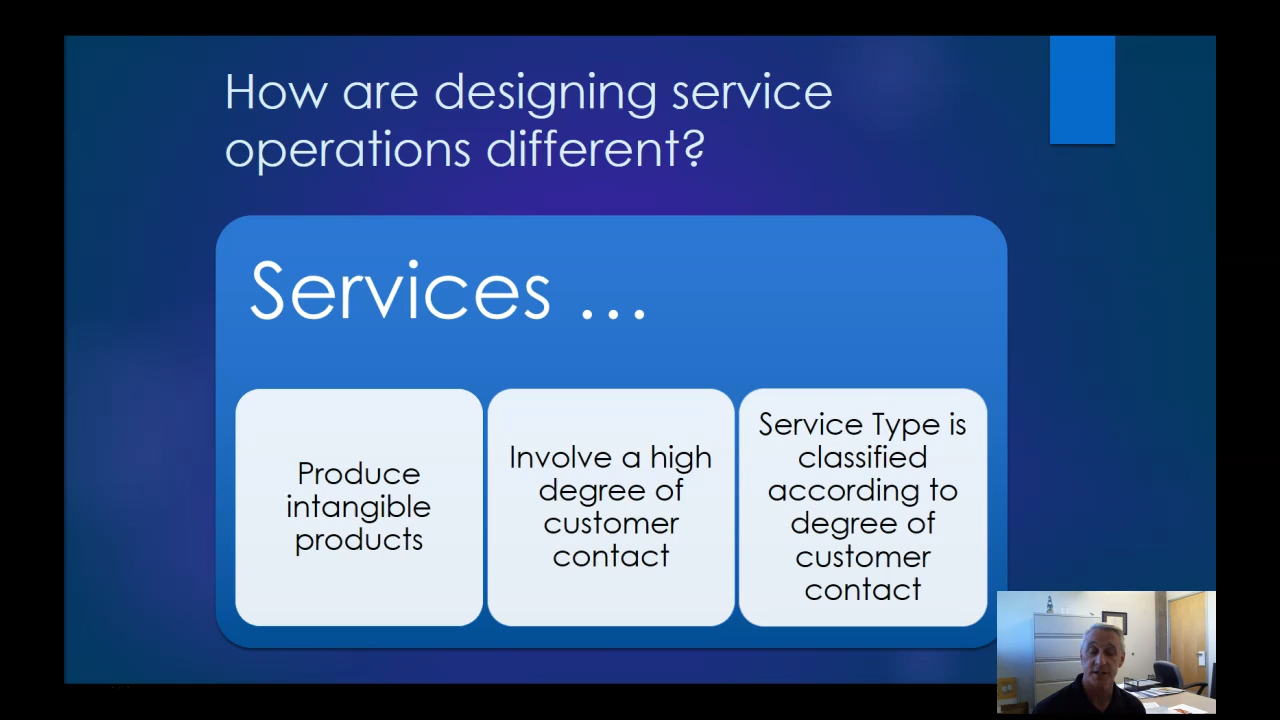 How are designing service
operations different?
Services ...
Produce
intangible
products
Involve a high
degree of
customer
contact
Service Type is
classified
according to
degree of
customer
contact